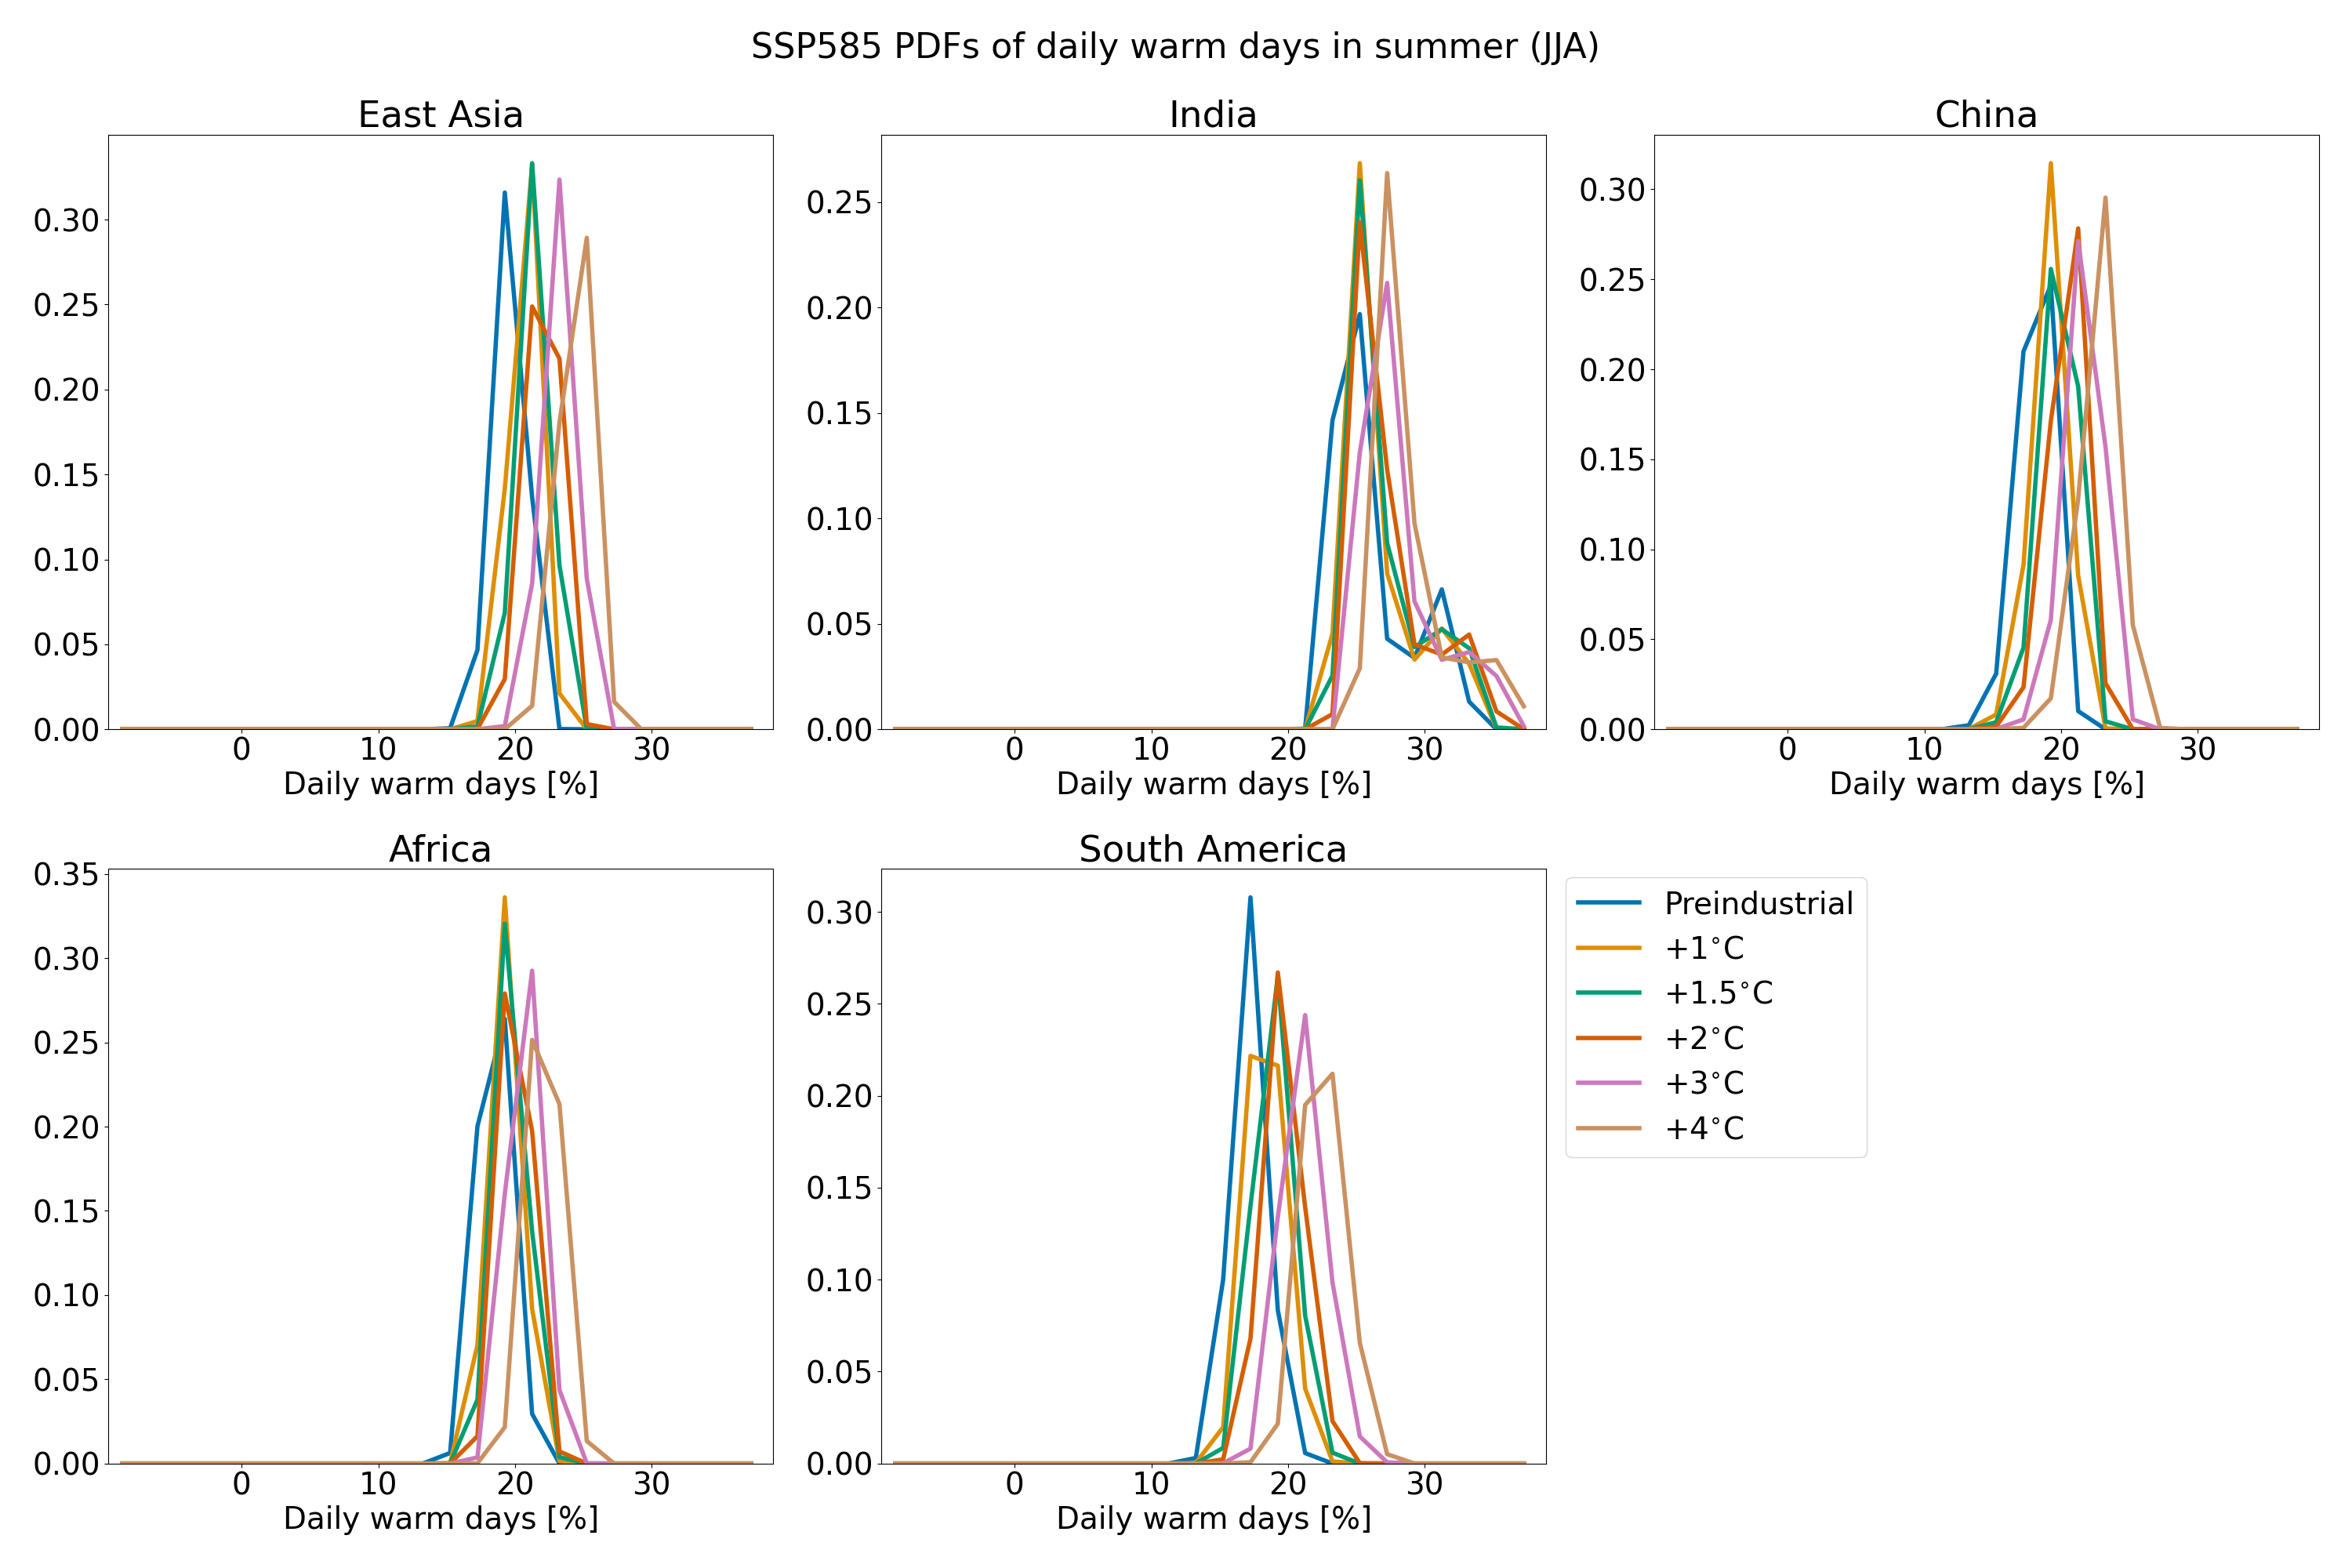 SSP585 PDFs of daily warm days in summer (JJA)
East Asia
0.30
0.25
0.20
0.15
0.10
0.05
0.00
0 10 20 30
Daily warm days [%]
India
0.25
0.20
0.15
0.10
0.05
0.00
0 10 20 30
Daily warm days [%]
China
0.30
0.25
0.20
0.15
0.10
0.05
0.00
0 10 20 30
Daily warm days [%]
Africa
0.35
0.30
0.25
0.20
0.15
0.10
0.05
0.00
0 10 20 30
Daily warm days [%]
South America
0.30
0.25
0.20
0.15
0.10
0.05
0.00
0 10 20 30
Daily warm days [%]
Preindustrial
+1°C
+1.5°C
+2°C
+3°C
+4°C